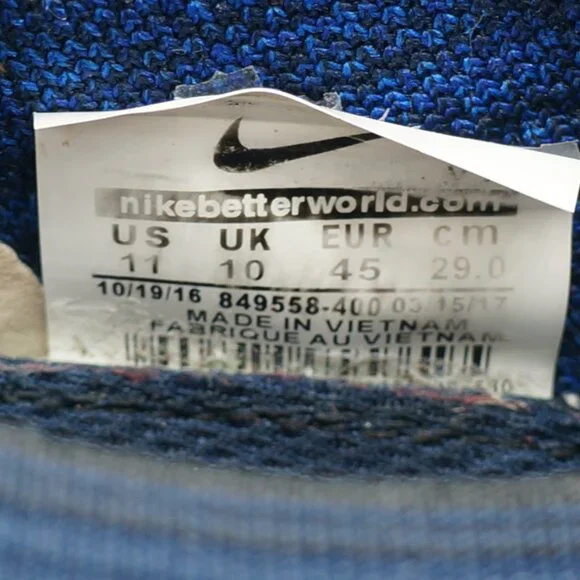 nikebetterworld.com
US UK EUR cm
11 10 45 29.0
10/19/16 849558-400 03/15/17
MADE IN VIETNAM
FABRIQUE AU VIETNAM